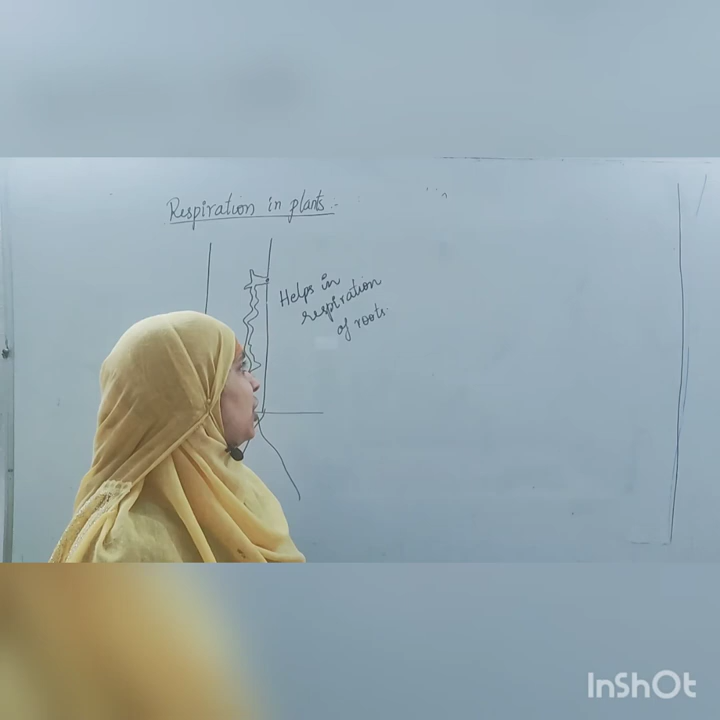 Respiration in plants :-
Helps in
respiration
of roots.
InShOt